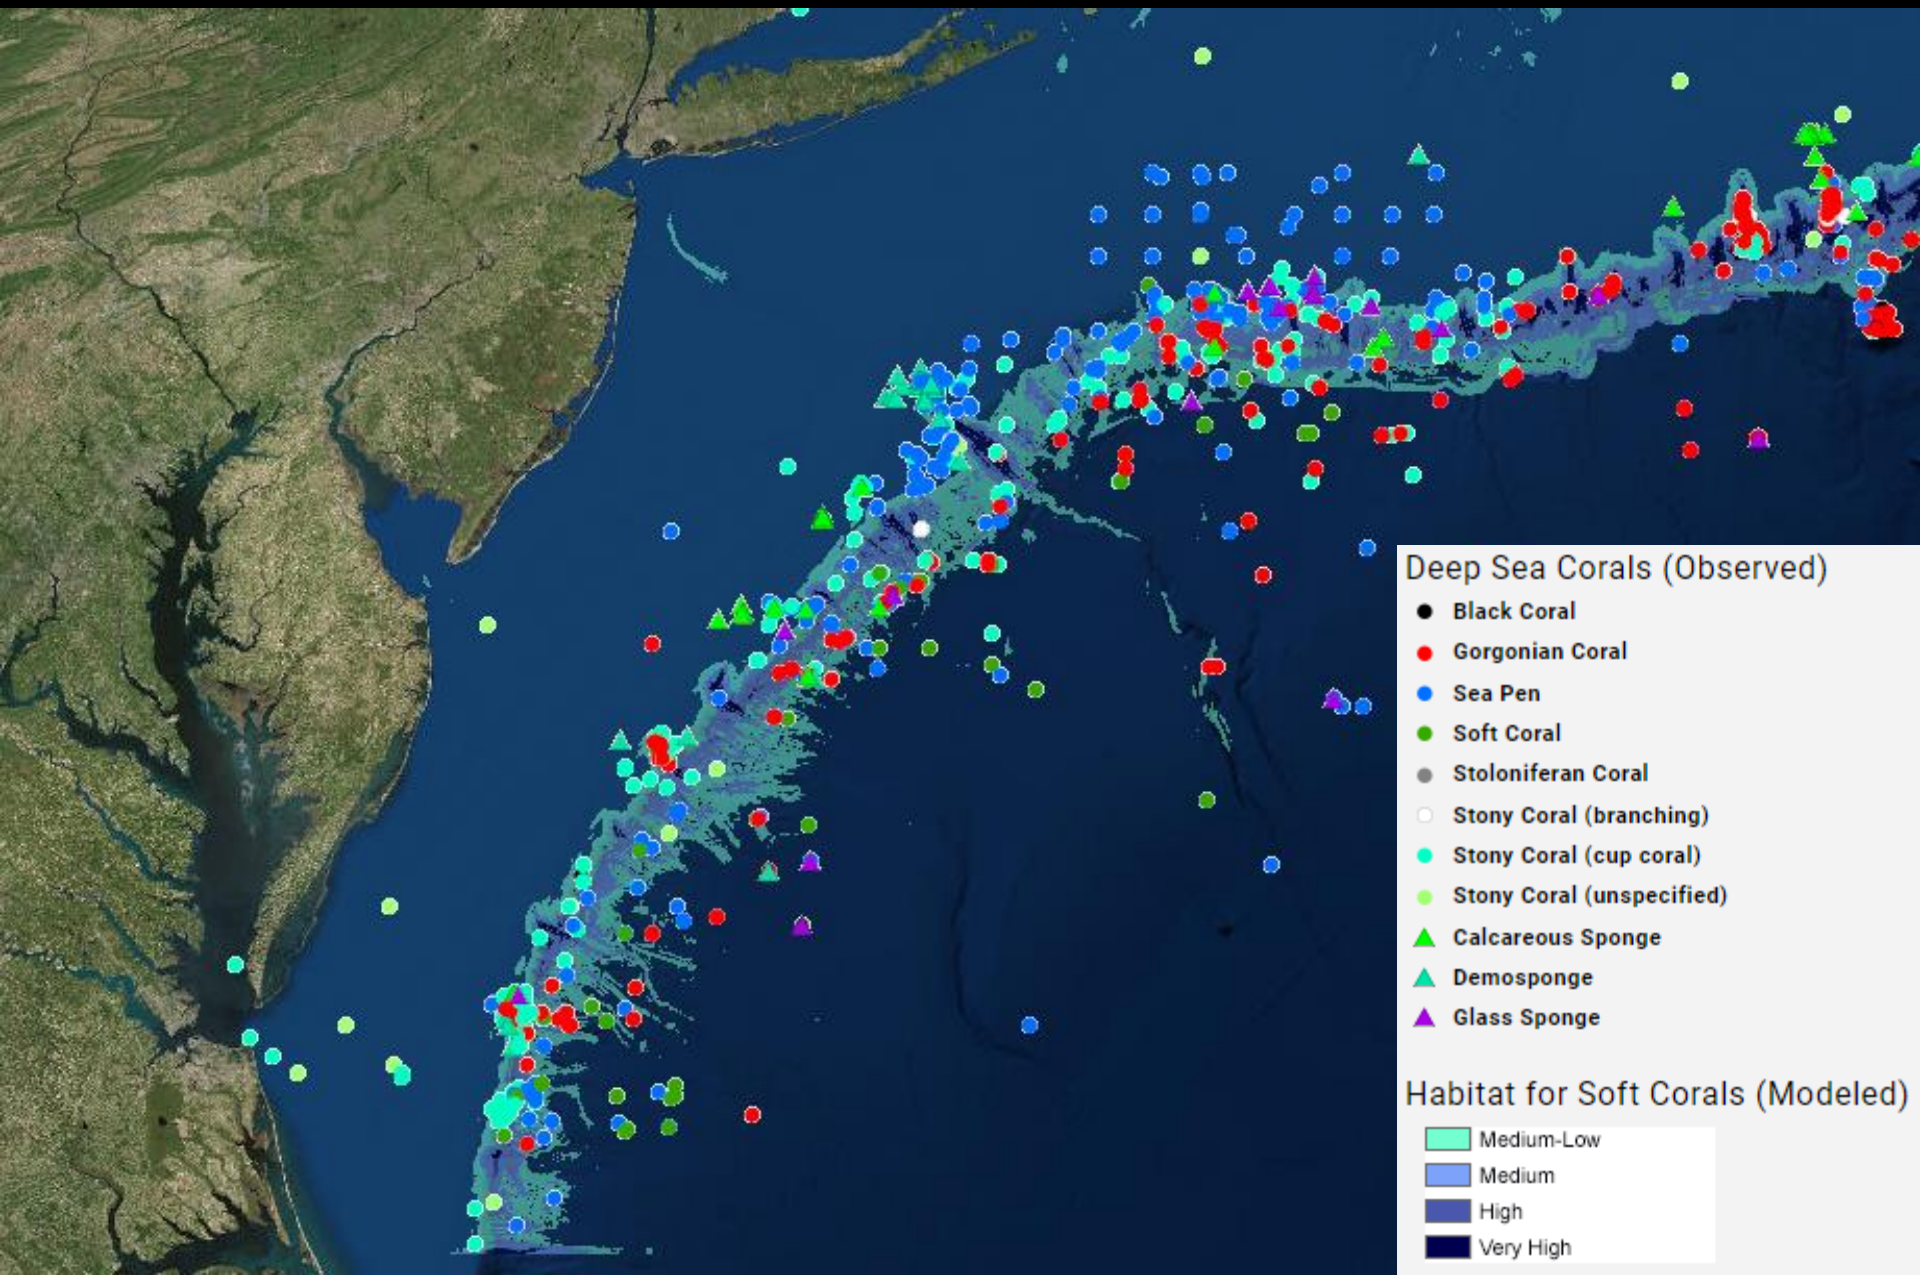 Deep Sea Corals (Observed)
Black Coral
Gorgonian Coral
Sea Pen
Soft Coral
Stoloniferan Coral
Stony Coral (branching)
Stony Coral (cup coral)
Stony Coral (unspecified)
Calcareous Sponge
Demosponge
Glass Sponge
Habitat for Soft Corals (Modeled)
Medium-Low
Medium
High
Very High